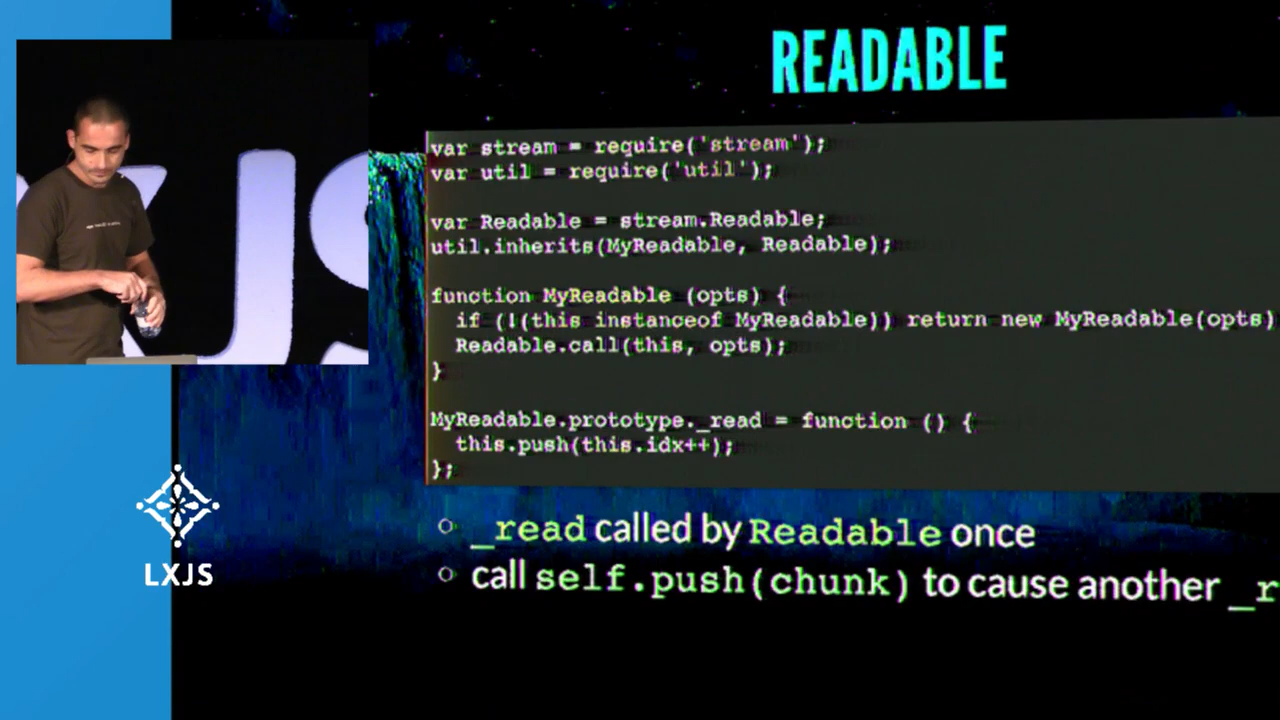 READABLE
var stream = require('stream');
var util = require('util');
var Readable = stream.Readable;
util.inherits(MyReadable, Readable);
function MyReadable (opts) {
if (!(this instanceof MyReadable)) return new MyReadable(opts)
Readable.call(this, opts);
}
MyReadable.prototype._read = function () {
this.push(this.idx++);
};
_read called by Readable once
call self.push(chunk) to cause another _r
LXJS